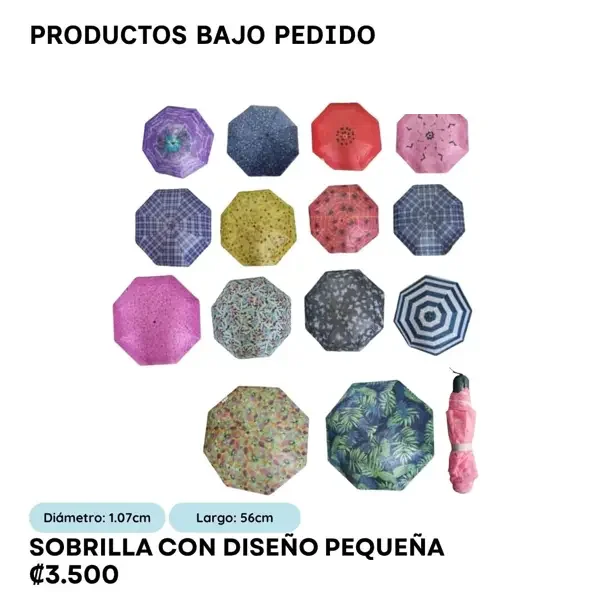 PRODUCTOS BAJO PEDIDO
Diámetro: 1.07cm
Largo: 56cm
SOBRILLA CON DISEÑO PEQUEÑA
₡3.500